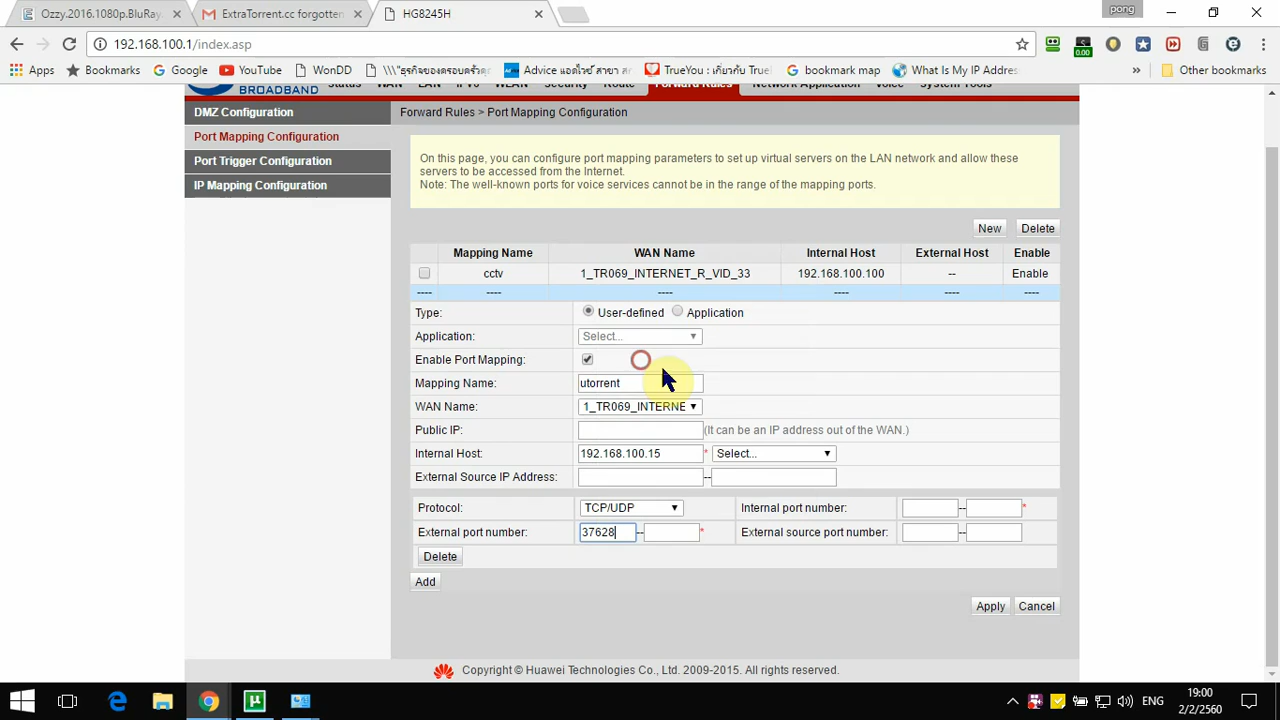 Ozzy.2016.1080p.BluRay.
ExtraTorrent.cc forgotten
HG8245H
pong
192.168.100.1/index.asp
0.00
Apps
Bookmarks
Google
YouTube
WonDD
\\\"ธุรกิจของครอบครัว
Advice แอดไวซ์ สาขา
TrueYou : เกี่ยวกับ True
bookmark map
What Is My IP Addres
»
Other bookmarks
BROADBAND
Status WAN LAN IPv6 WLAN Security Route Forward Rules Network Application Voice System Tools
DMZ Configuration
Port Mapping Configuration
Port Trigger Configuration
IP Mapping Configuration
Forward Rules > Port Mapping Configuration
On this page, you can configure port mapping parameters to set up virtual servers on the LAN network and allow these
servers to be accessed from the Internet.
Note: The well-known ports for voice services cannot be in the range of the mapping ports.
New Delete
Mapping Name WAN Name Internal Host External Host Enable
cctv 1_TR069_INTERNET_R_VID_33 192.168.100.100 -- Enable
---- ---- ---- ---- ---- ----
Type: User-defined Application
Application: Select...
Enable Port Mapping:
Mapping Name: utorrent
WAN Name: 1_TR069_INTERNE
Public IP: (It can be an IP address out of the WAN.)
Internal Host: 192.168.100.15 * Select...
External Source IP Address: --
Protocol: TCP/UDP Internal port number: -- *
External port number: 37628 -- * External source port number: --
Delete
Add
Apply Cancel
Copyright © Huawei Technologies Co., Ltd. 2009-2015. All rights reserved.
ENG
19:00
2/2/2560